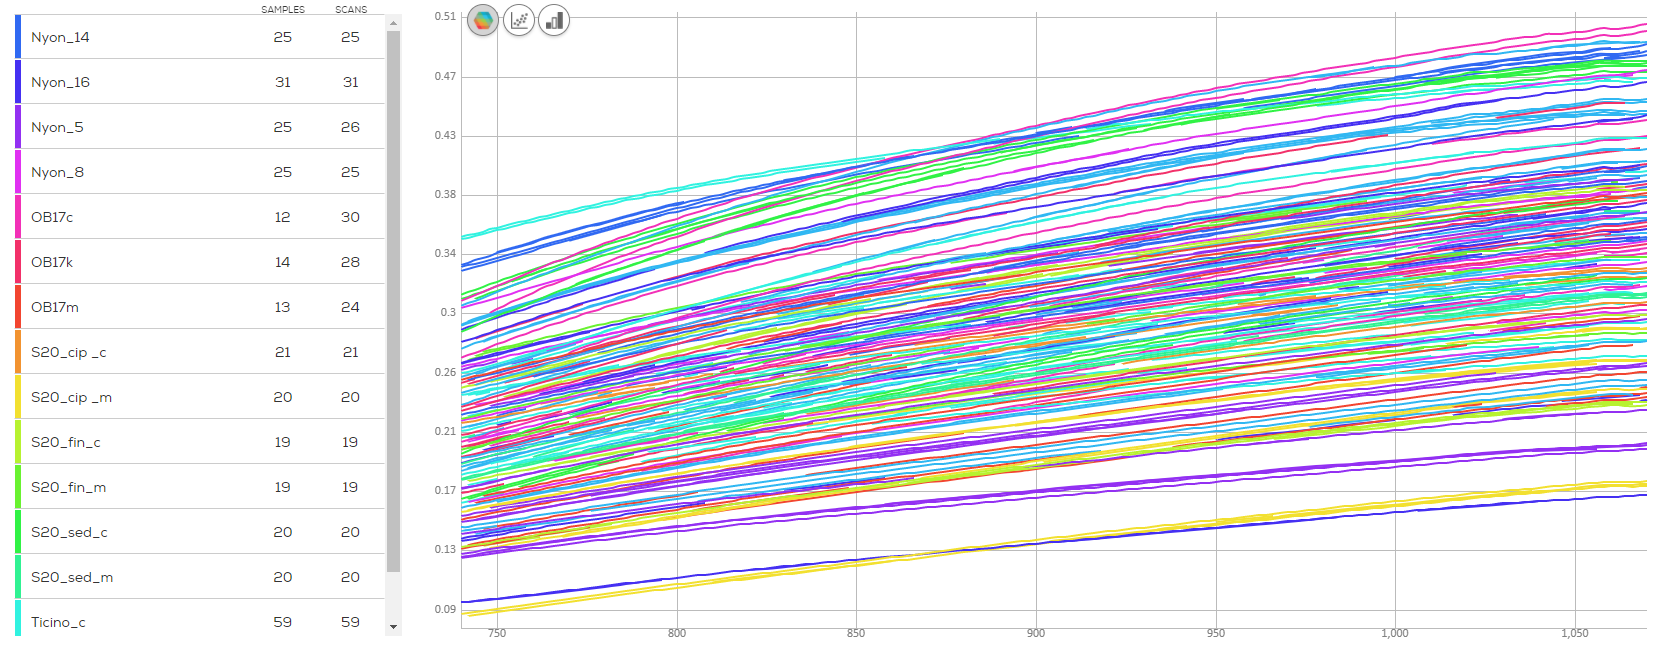 SAMPLES SCANS
Nyon_14 25 25
Nyon_16 31 31
Nyon_5 25 26
Nyon_8 25 25
OB17c 12 30
OB17k 14 28
OB17m 13 24
S20_cip _c 21 21
S20_cip _m 20 20
S20_fin_c 19 19
S20_fin_m 19 19
S20_sed_c 20 20
S20_sed_m 20 20
Ticino_c 59 59
0.51
0.47
0.43
0.38
0.34
0.3
0.26
0.21
0.17
0.13
0.09
750 800 850 900 950 1,000 1,050